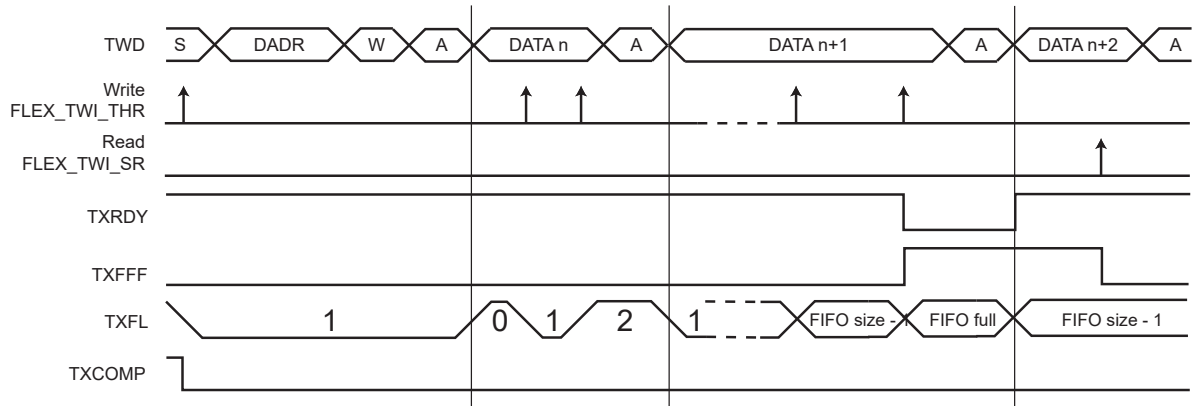 TWD S DADR W A DATA n A DATA n+1 A DATA n+2 A
Write
FLEX_TWI_THR
Read
FLEX_TWI_SR
TXRDY
TXFFF
TXFL 1 0 1 2 1 FIFO size - 1 FIFO full FIFO size - 1
TXCOMP